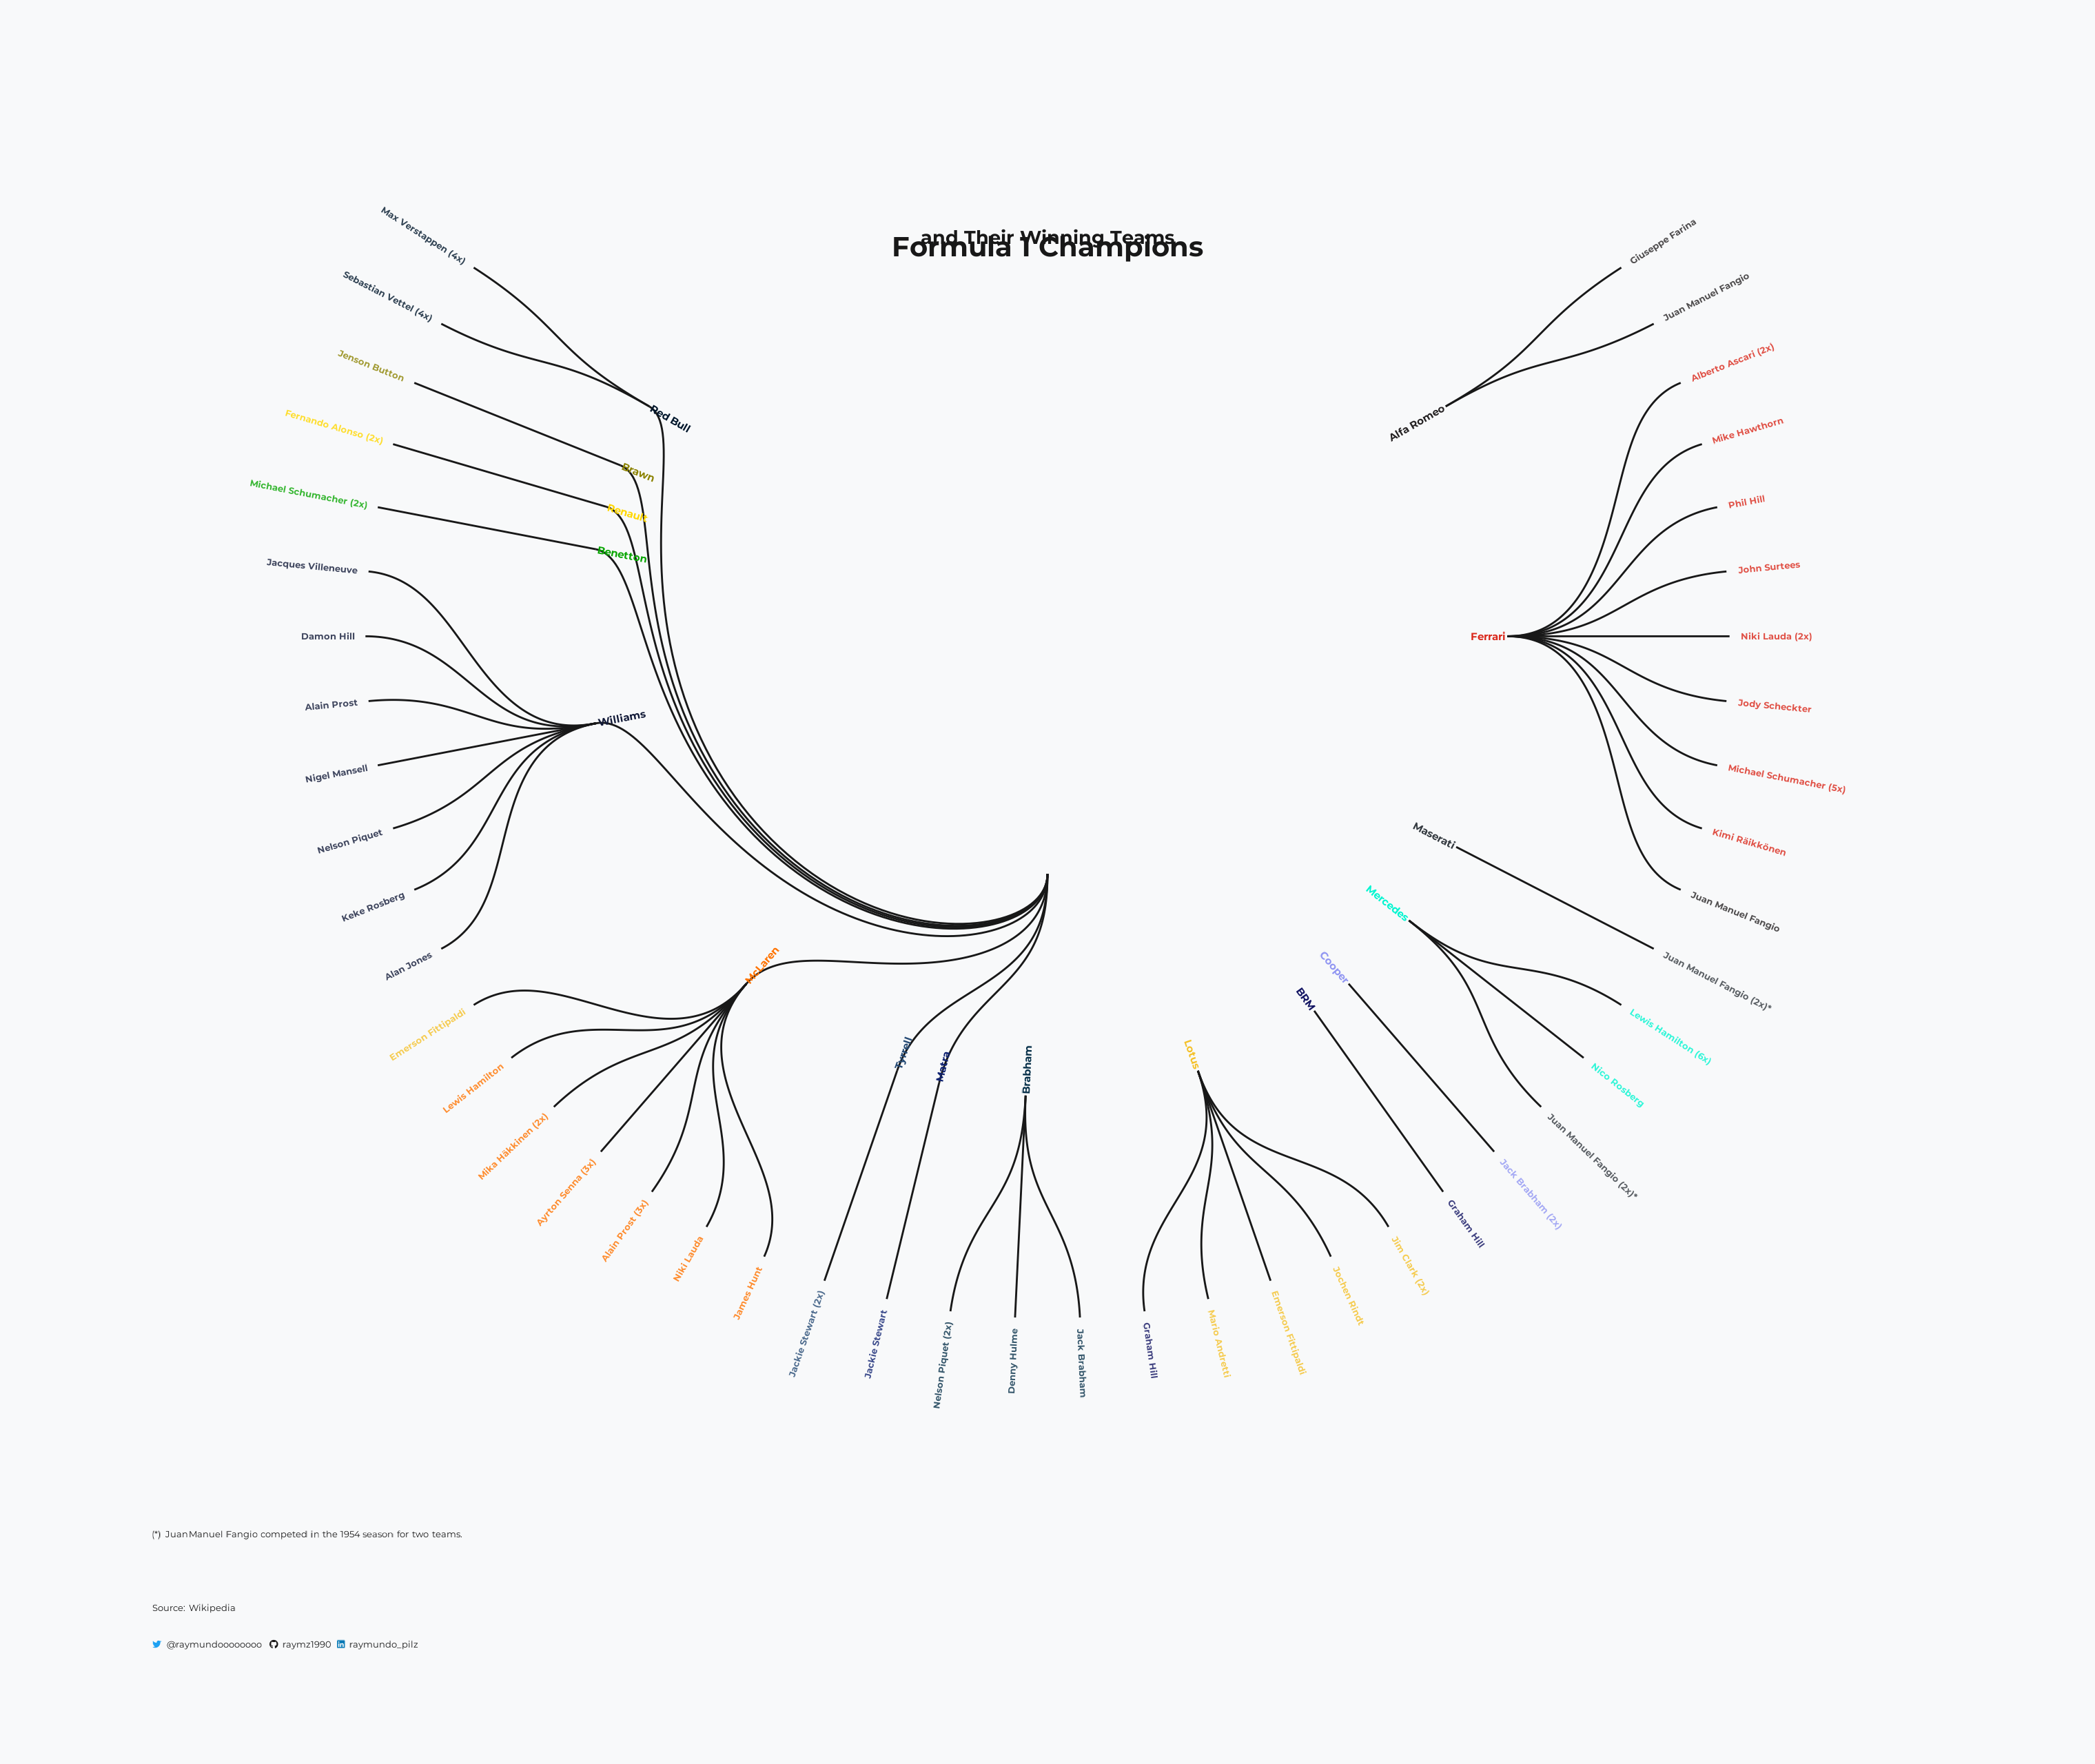 Formula 1 Champions
and Their Winning Teams
Alfa Romeo
Giuseppe Farina
Juan Manuel Fangio
Ferrari
Alberto Ascari (2x)
Mike Hawthorn
Phil Hill
John Surtees
Niki Lauda (2x)
Jody Scheckter
Michael Schumacher (5x)
Kimi Räikkönen
Juan Manuel Fangio
Maserati
Juan Manuel Fangio (2x)*
Mercedes
Lewis Hamilton (6x)
Nico Rosberg
Juan Manuel Fangio (2x)*
Cooper
Jack Brabham (2x)
BRM
Graham Hill
Lotus
Jim Clark (2x)
Jochen Rindt
Emerson Fittipaldi
Mario Andretti
Graham Hill
Brabham
Jack Brabham
Denny Hulme
Nelson Piquet (2x)
Matra
Jackie Stewart
Tyrrell
Jackie Stewart (2x)
McLaren
James Hunt
Niki Lauda
Alain Prost (3x)
Ayrton Senna (3x)
Mika Häkkinen (2x)
Lewis Hamilton
Emerson Fittipaldi
Williams
Alan Jones
Keke Rosberg
Nelson Piquet
Nigel Mansell
Alain Prost
Damon Hill
Jacques Villeneuve
Benetton
Michael Schumacher (2x)
Renault
Fernando Alonso (2x)
Brawn
Jenson Button
Red Bull
Sebastian Vettel (4x)
Max Verstappen (4x)
(*) JuanManuel Fangio competed in the 1954 season for two teams.
Source: Wikipedia
@raymundoooooooo raymz1990 raymundo_pilz